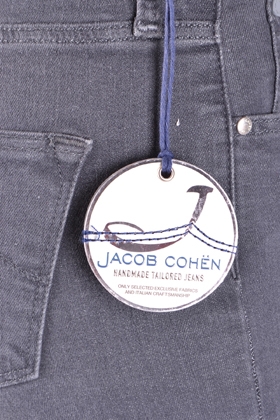 JACOB COHËN
HANDMADE TAILORED JEANS
ONLY SELECTED EXCLUSIVE FABRICS
AND ITALIAN CRAFTSMANSHIP